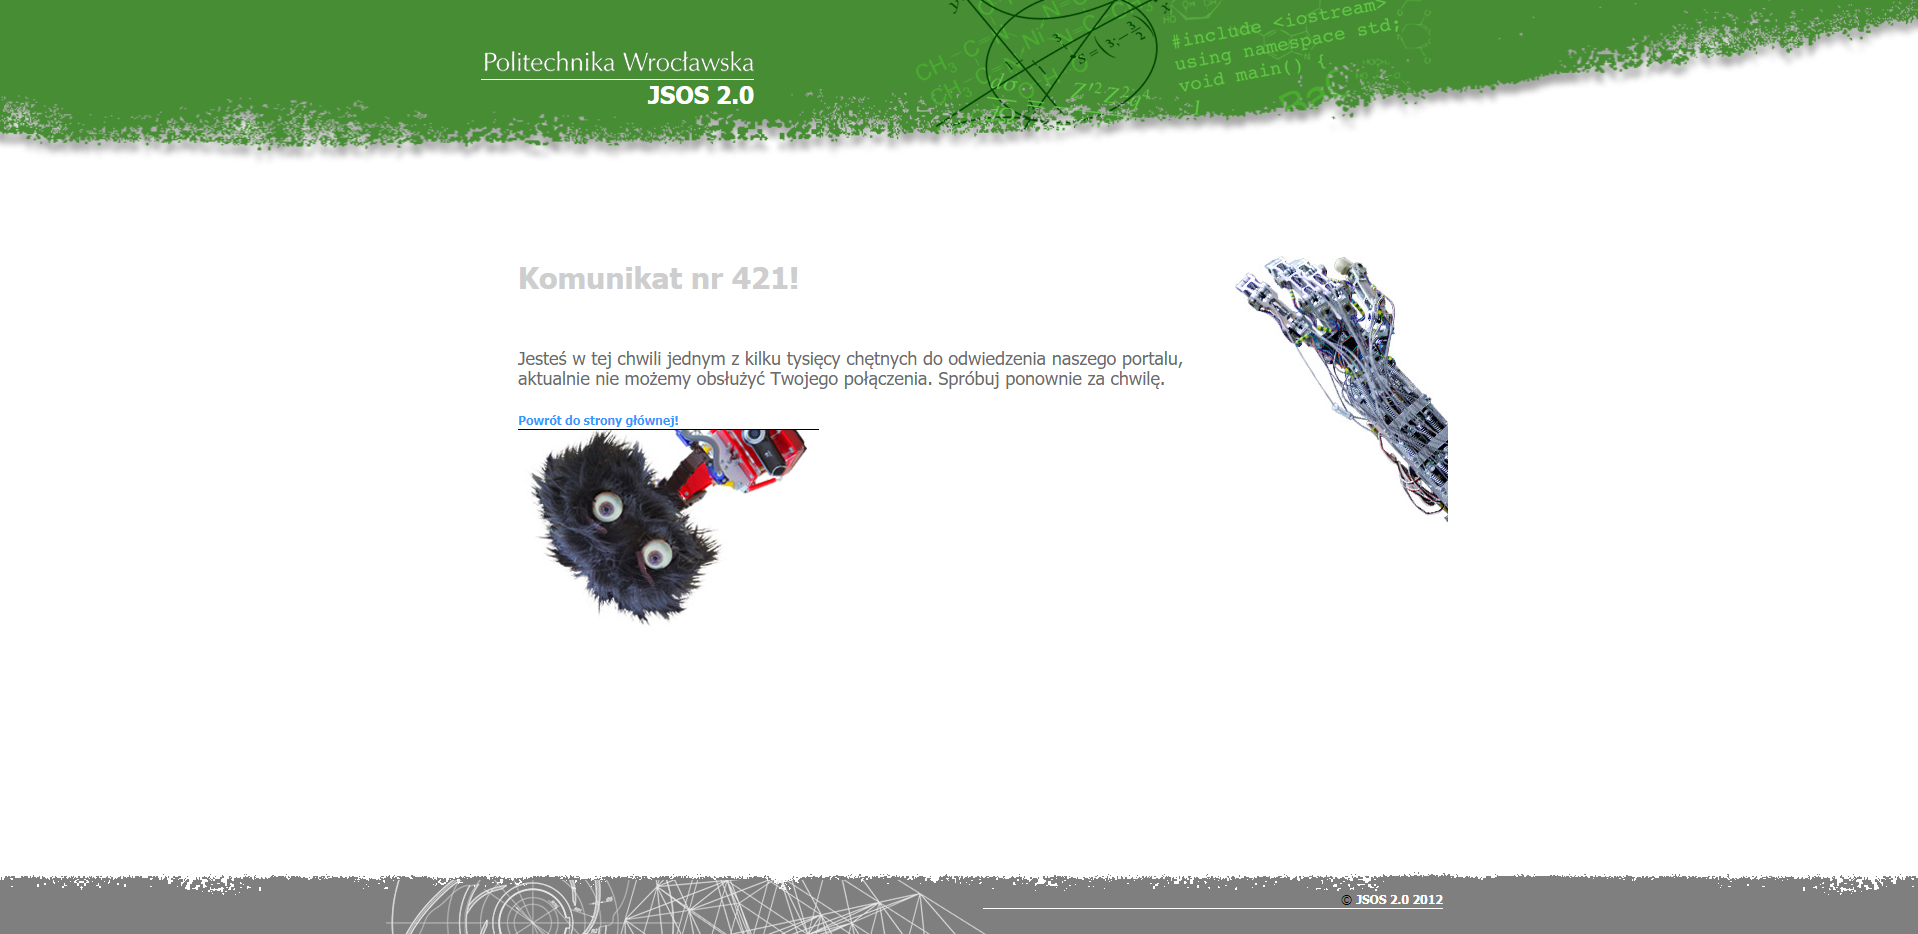 Politechnika Wrocławska
JSOS 2.0
#include <iostream>
using namespace std;
void main() {
Komunikat nr 421!
Jesteś w tej chwili jednym z kilku tysięcy chętnych do odwiedzenia naszego portalu,
aktualnie nie możemy obsłużyć Twojego połączenia. Spróbuj ponownie za chwilę.
Powrót do strony głównej!
© JSOS 2.0 2012